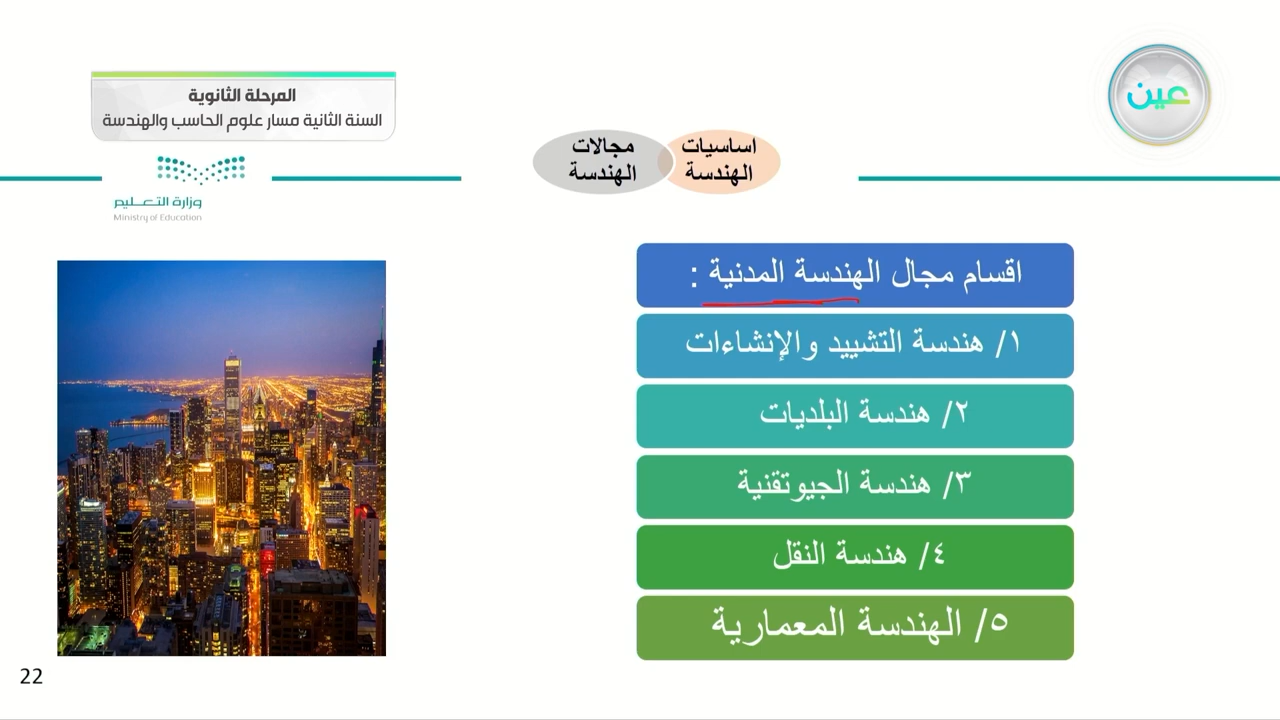 عين
المرحلة الثانوية
السنة الثانية مسار علوم الحاسب والهندسة
وزارة التعـــليم
Ministry of Education
اساسيات
الهندسة
مجالات
الهندسة
اقسام مجال الهندسة المدنية :
١/ هندسة التشييد والإنشاءات
٢/ هندسة البلديات
٣/ هندسة الجيوتقنية
٤/ هندسة النقل
٥/ الهندسة المعمارية
22